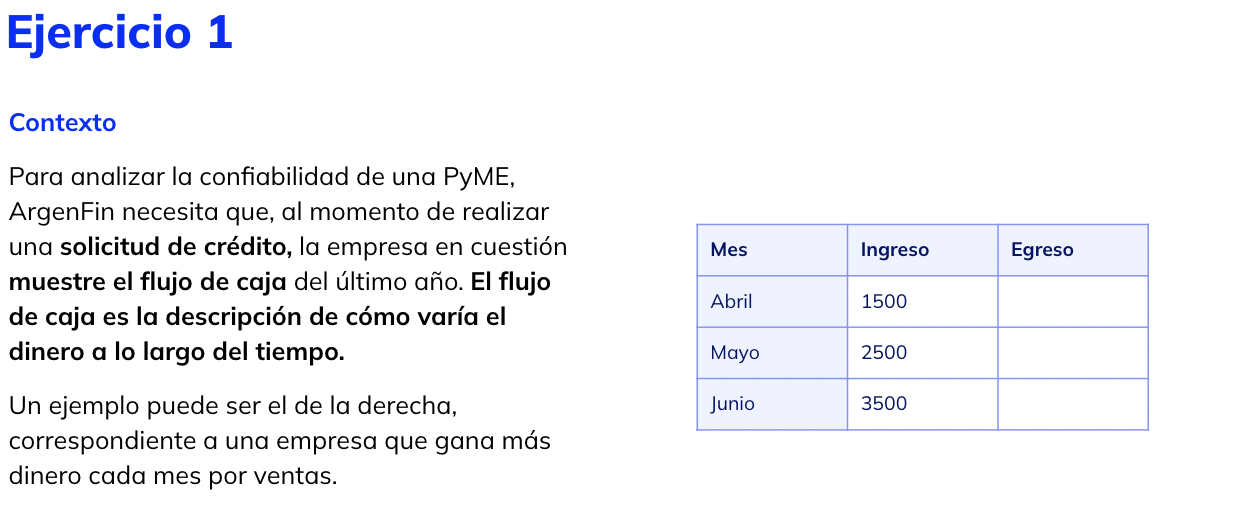 Ejercicio 1
Contexto
Para analizar la confiabilidad de una PyME,
ArgenFin necesita que, al momento de realizar
una solicitud de crédito, la empresa en cuestión
muestre el flujo de caja del último año. El flujo
de caja es la descripción de cómo varía el
dinero a lo largo del tiempo.
Un ejemplo puede ser el de la derecha,
correspondiente a una empresa que gana más
dinero cada mes por ventas.
Mes Ingreso Egreso
Abril 1500
Mayo 2500
Junio 3500